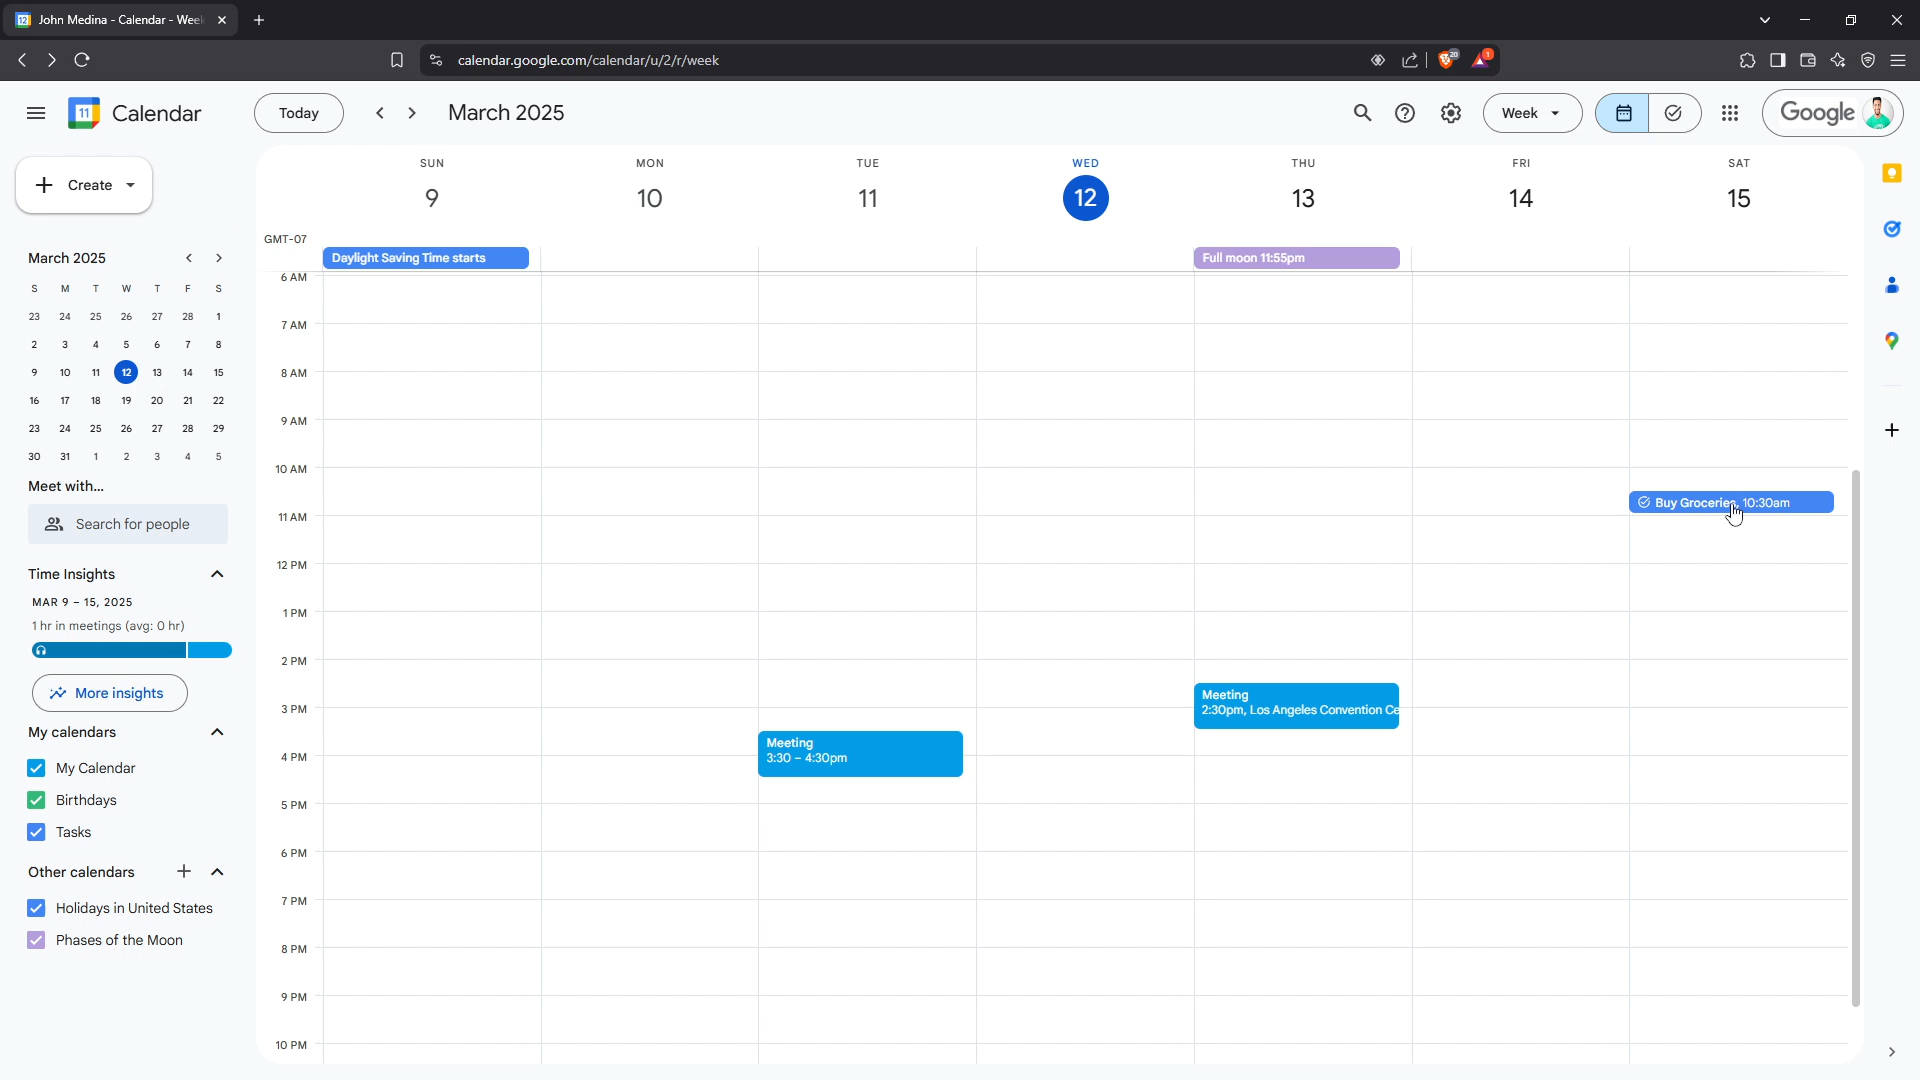 John Medina - Calendar - Week
calendar.google.com/calendar/u/2/r/week
20
1
11
Calendar
Today
March 2025
Week
Google
Create
SUN
MON
TUE
WED
THU
FRI
SAT
9
10
11
12
13
14
15
GMT-07
Daylight Saving Time starts
Full moon 11:55pm
March 2025
S M T W T F S
23 24 25 26 27 28 1
2 3 4 5 6 7 8
9 10 11 12 13 14 15
16 17 18 19 20 21 22
23 24 25 26 27 28 29
30 31 1 2 3 4 5
Meet with...
Search for people
Time Insights
MAR 9 – 15, 2025
1 hr in meetings (avg: 0 hr)
More insights
My calendars
My Calendar
Birthdays
Tasks
Other calendars
Holidays in United States
Phases of the Moon
6 AM
7 AM
8 AM
9 AM
10 AM
11 AM
12 PM
1 PM
2 PM
3 PM
4 PM
5 PM
6 PM
7 PM
8 PM
9 PM
10 PM
Meeting
3:30 – 4:30pm
Meeting
2:30pm, Los Angeles Convention Ce
Buy Groceries, 10:30am